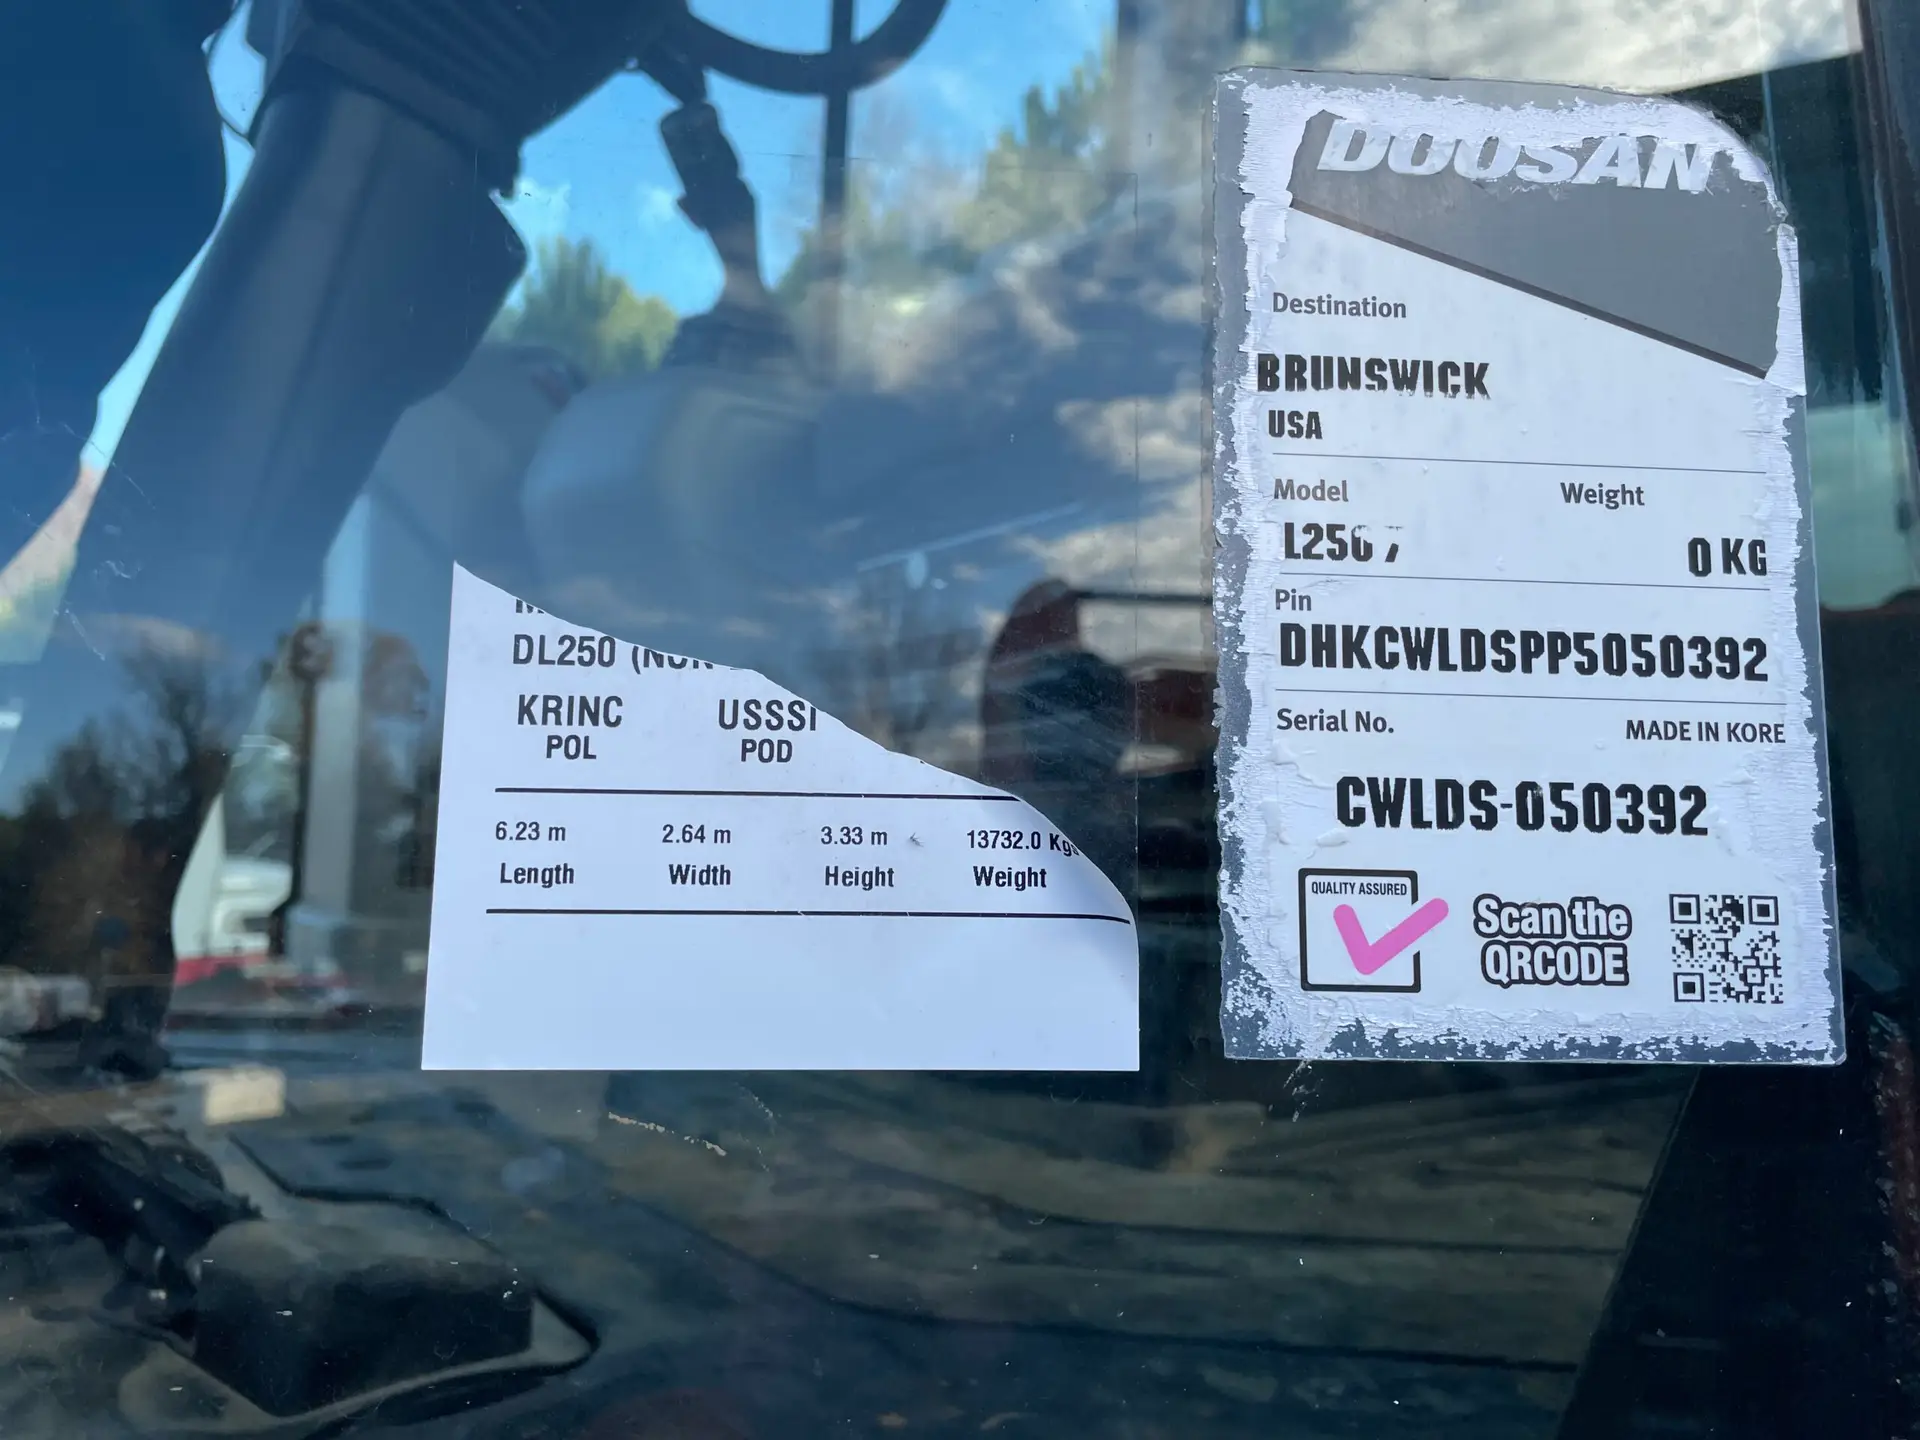 DL250
KRINC USSSI
POL POD
6.23 m 2.64 m 3.33 m 13732.0 Kgs
Length Width Height Weight
DOOSAN
Destination
BRUNSWICK
USA
Model Weight
0 KG
Pin
DHKCWLDSPP5050392
Serial No. MADE IN KORE
CWLDS-050392
QUALITY ASSURED
Scan the
QRCODE